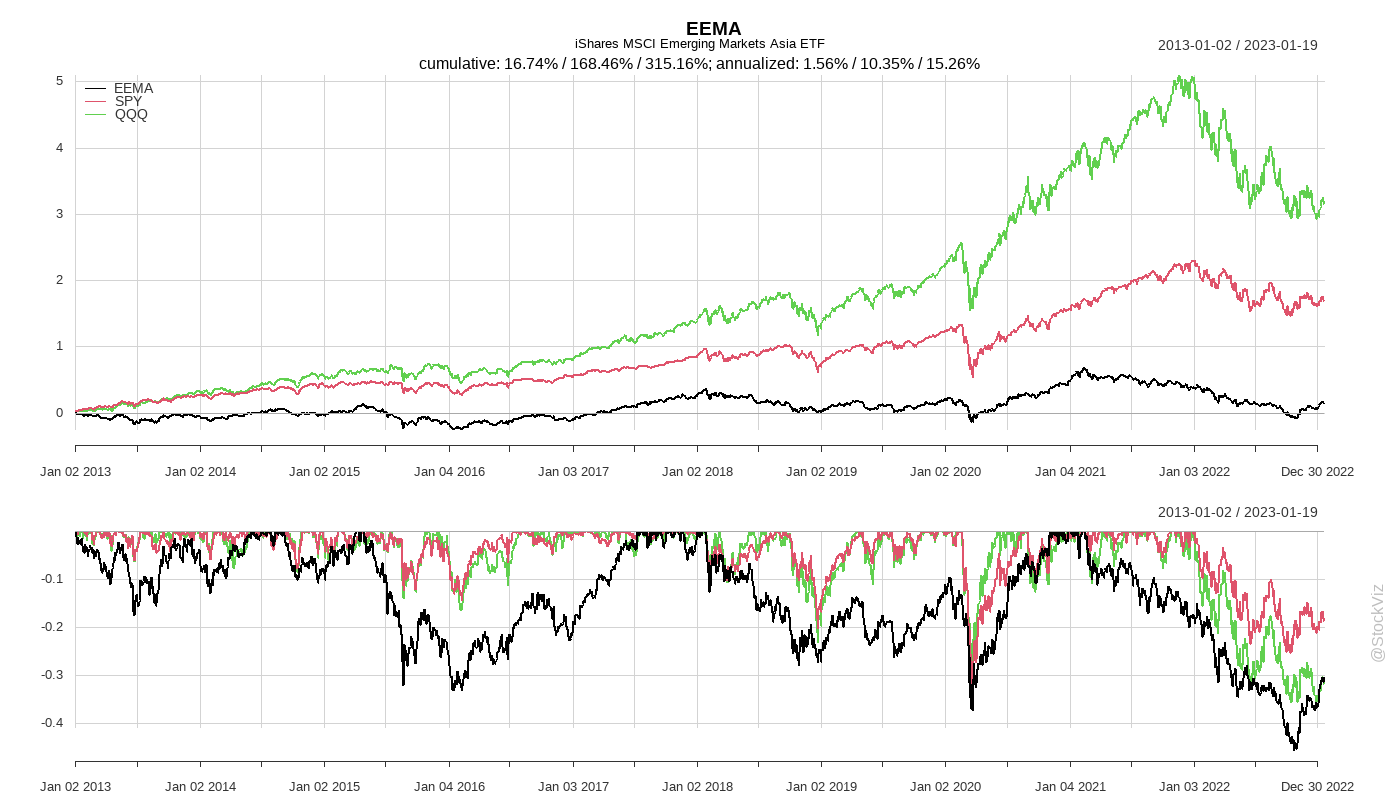 EEMA
iShares MSCI Emerging Markets Asia ETF
2013-01-02 / 2023-01-19
cumulative: 16.74% / 168.46% / 315.16%; annualized: 1.56% / 10.35% / 15.26%
EEMA
SPY
QQQ
5
4
3
2
1
0
Jan 02 2013 Jan 02 2014 Jan 02 2015 Jan 04 2016 Jan 03 2017 Jan 02 2018 Jan 02 2019 Jan 02 2020 Jan 04 2021 Jan 03 2022 Dec 30 2022
2013-01-02 / 2023-01-19
-0.1
-0.2
-0.3
-0.4
Jan 02 2013 Jan 02 2014 Jan 02 2015 Jan 04 2016 Jan 03 2017 Jan 02 2018 Jan 02 2019 Jan 02 2020 Jan 04 2021 Jan 03 2022 Dec 30 2022
@StockViz